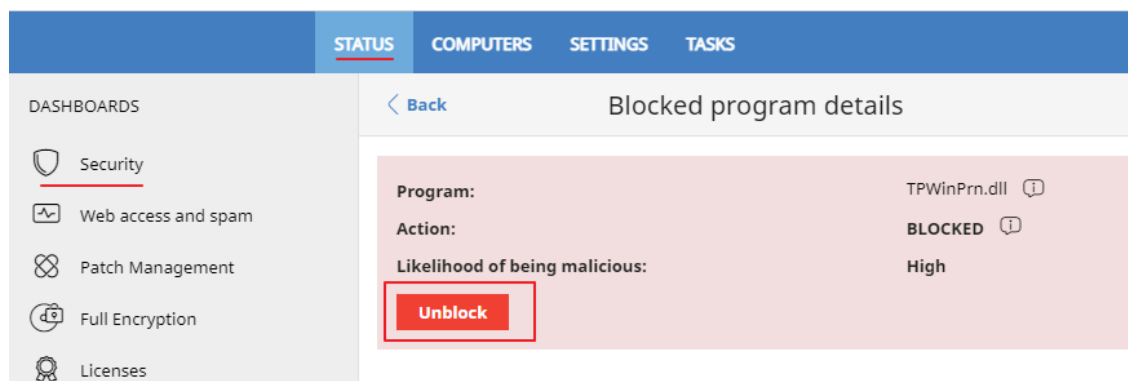 STATUS COMPUTERS SETTINGS TASKS
DASHBOARDS
Security
Web access and spam
Patch Management
Full Encryption
Licenses
Back
Blocked program details
Program: TPWinPrn.dll
Action: BLOCKED
Likelihood of being malicious: High
Unblock